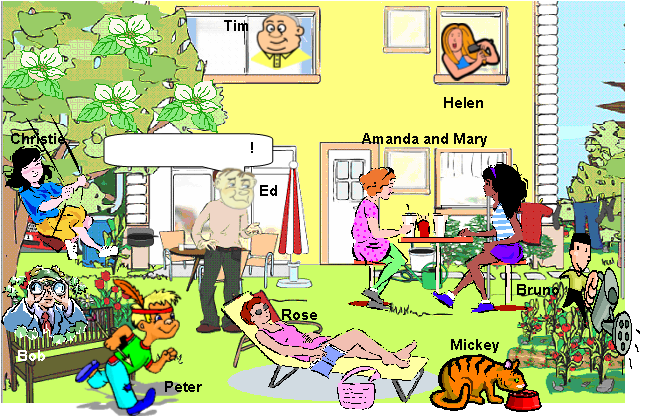 Tim
Helen
Christie
Amanda and Mary
!
Ed
Bruno
Rose
Mickey
Bob
Peter